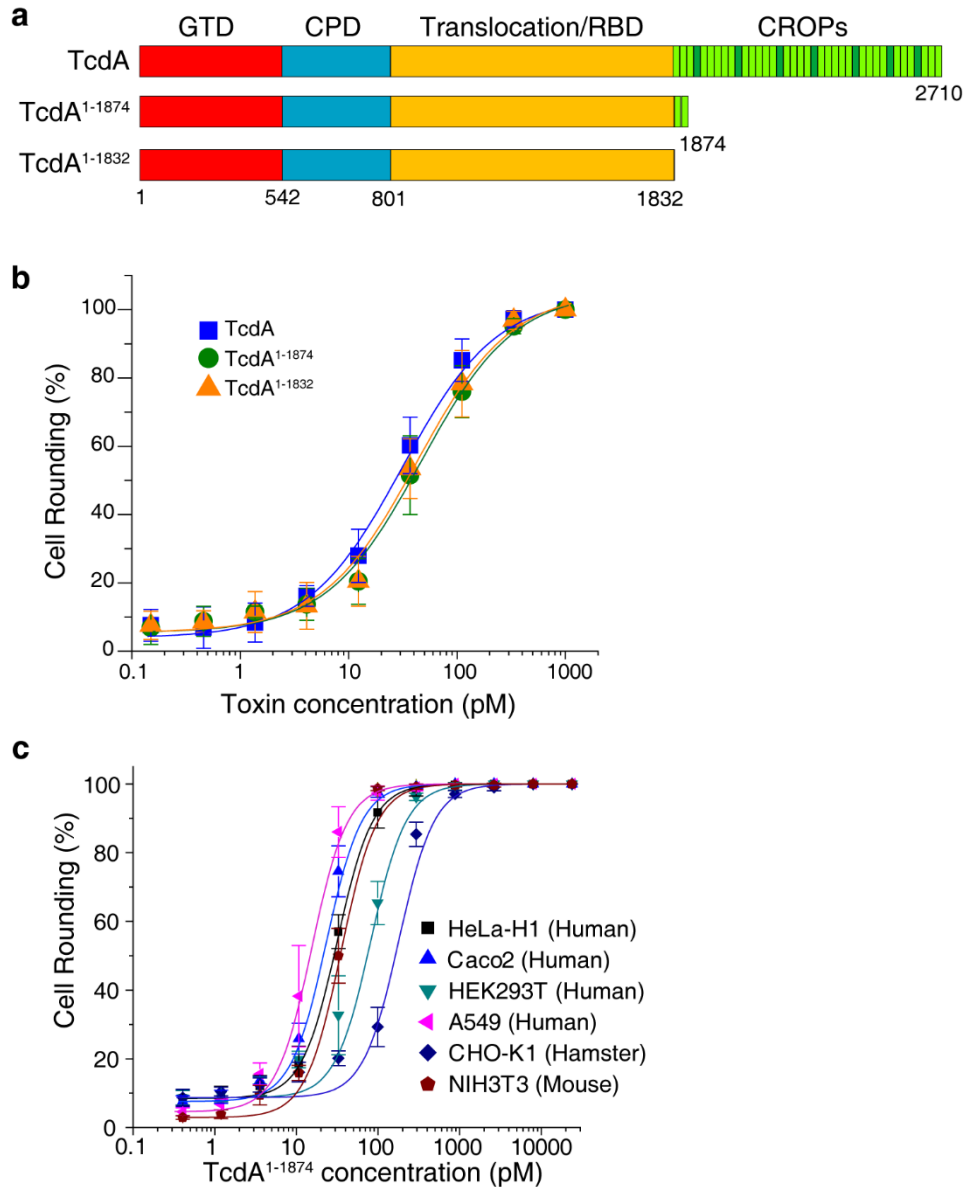 a
GTD CPD Translocation/RBD CROPs
TcdA
2710
TcdA¹⁻¹⁸⁷⁴
1874
TcdA¹⁻¹⁸³²
1 542 801 1832
b
Cell Rounding (%)
100
80
60
40
20
0
TcdA
TcdA¹⁻¹⁸⁷⁴
TcdA¹⁻¹⁸³²
0.1 1 10 100 1000
Toxin concentration (pM)
c
Cell Rounding (%)
100
80
60
40
20
0
HeLa-H1 (Human)
Caco2 (Human)
HEK293T (Human)
A549 (Human)
CHO-K1 (Hamster)
NIH3T3 (Mouse)
0.1 1 10 100 1000 10000
TcdA¹⁻¹⁸⁷⁴ concentration (pM)